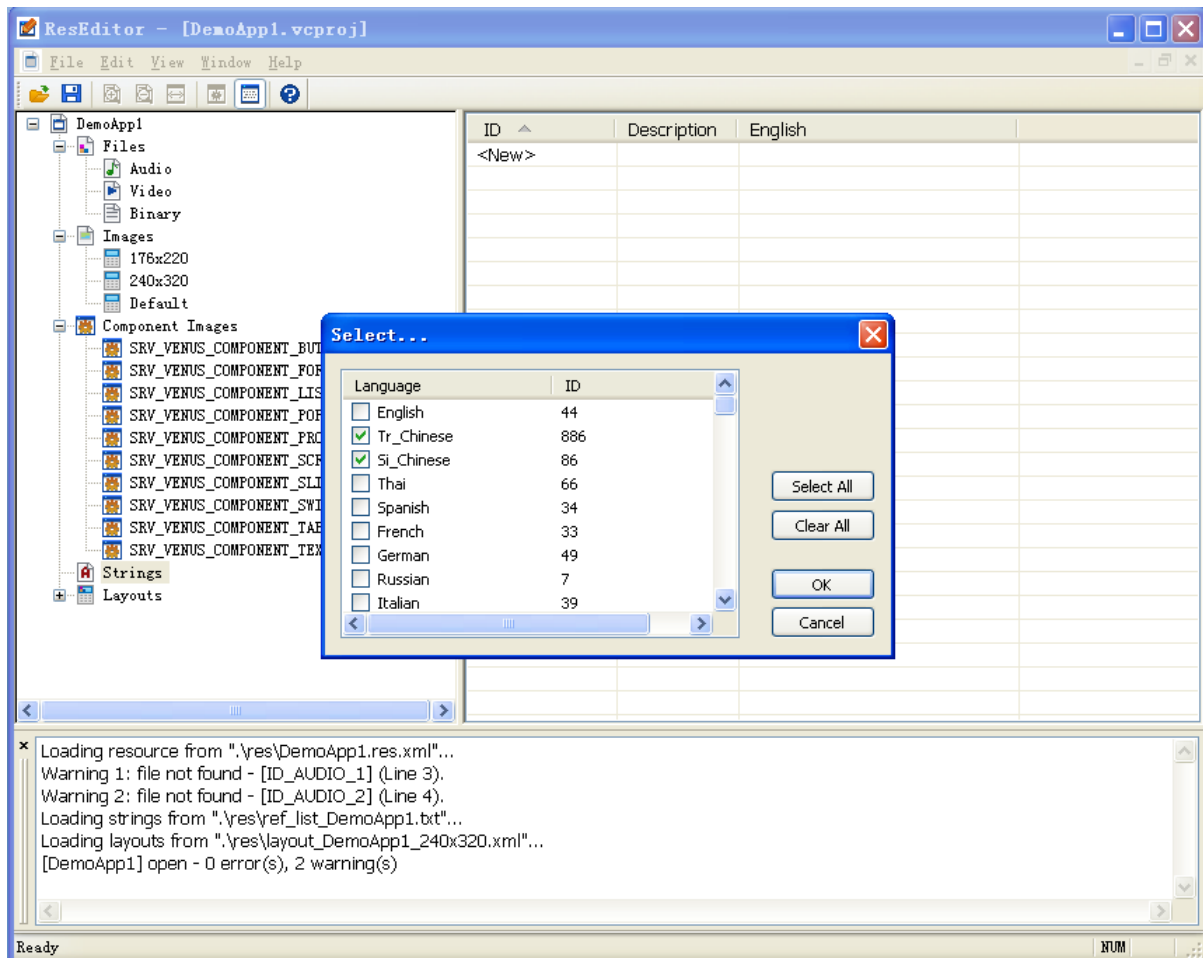 ResEditor - [DemoApp1.vcproj]
File Edit View Window Help
DemoApp1
Files
Audio
Video
Binary
Images
176x220
240x320
Default
Component Images
SRV_VENUS_COMPONENT_BUT
SRV_VENUS_COMPONENT_FOR
SRV_VENUS_COMPONENT_LIS
SRV_VENUS_COMPONENT_POP
SRV_VENUS_COMPONENT_PRO
SRV_VENUS_COMPONENT_SCR
SRV_VENUS_COMPONENT_SLI
SRV_VENUS_COMPONENT_SWI
SRV_VENUS_COMPONENT_TAB
SRV_VENUS_COMPONENT_TEX
Strings
Layouts
ID Description English
<New>
Select...
Language ID
English 44
Tr_Chinese 886
Si_Chinese 86
Thai 66
Spanish 34
French 33
German 49
Russian 7
Italian 39
Select All
Clear All
OK
Cancel
Loading resource from ".\res\DemoApp1.res.xml"...
Warning 1: file not found - [ID_AUDIO_1] (Line 3).
Warning 2: file not found - [ID_AUDIO_2] (Line 4).
Loading strings from ".\res\ref_list_DemoApp1.txt"...
Loading layouts from ".\res\layout_DemoApp1_240x320.xml"...
[DemoApp1] open - 0 error(s), 2 warning(s)
Ready NUM